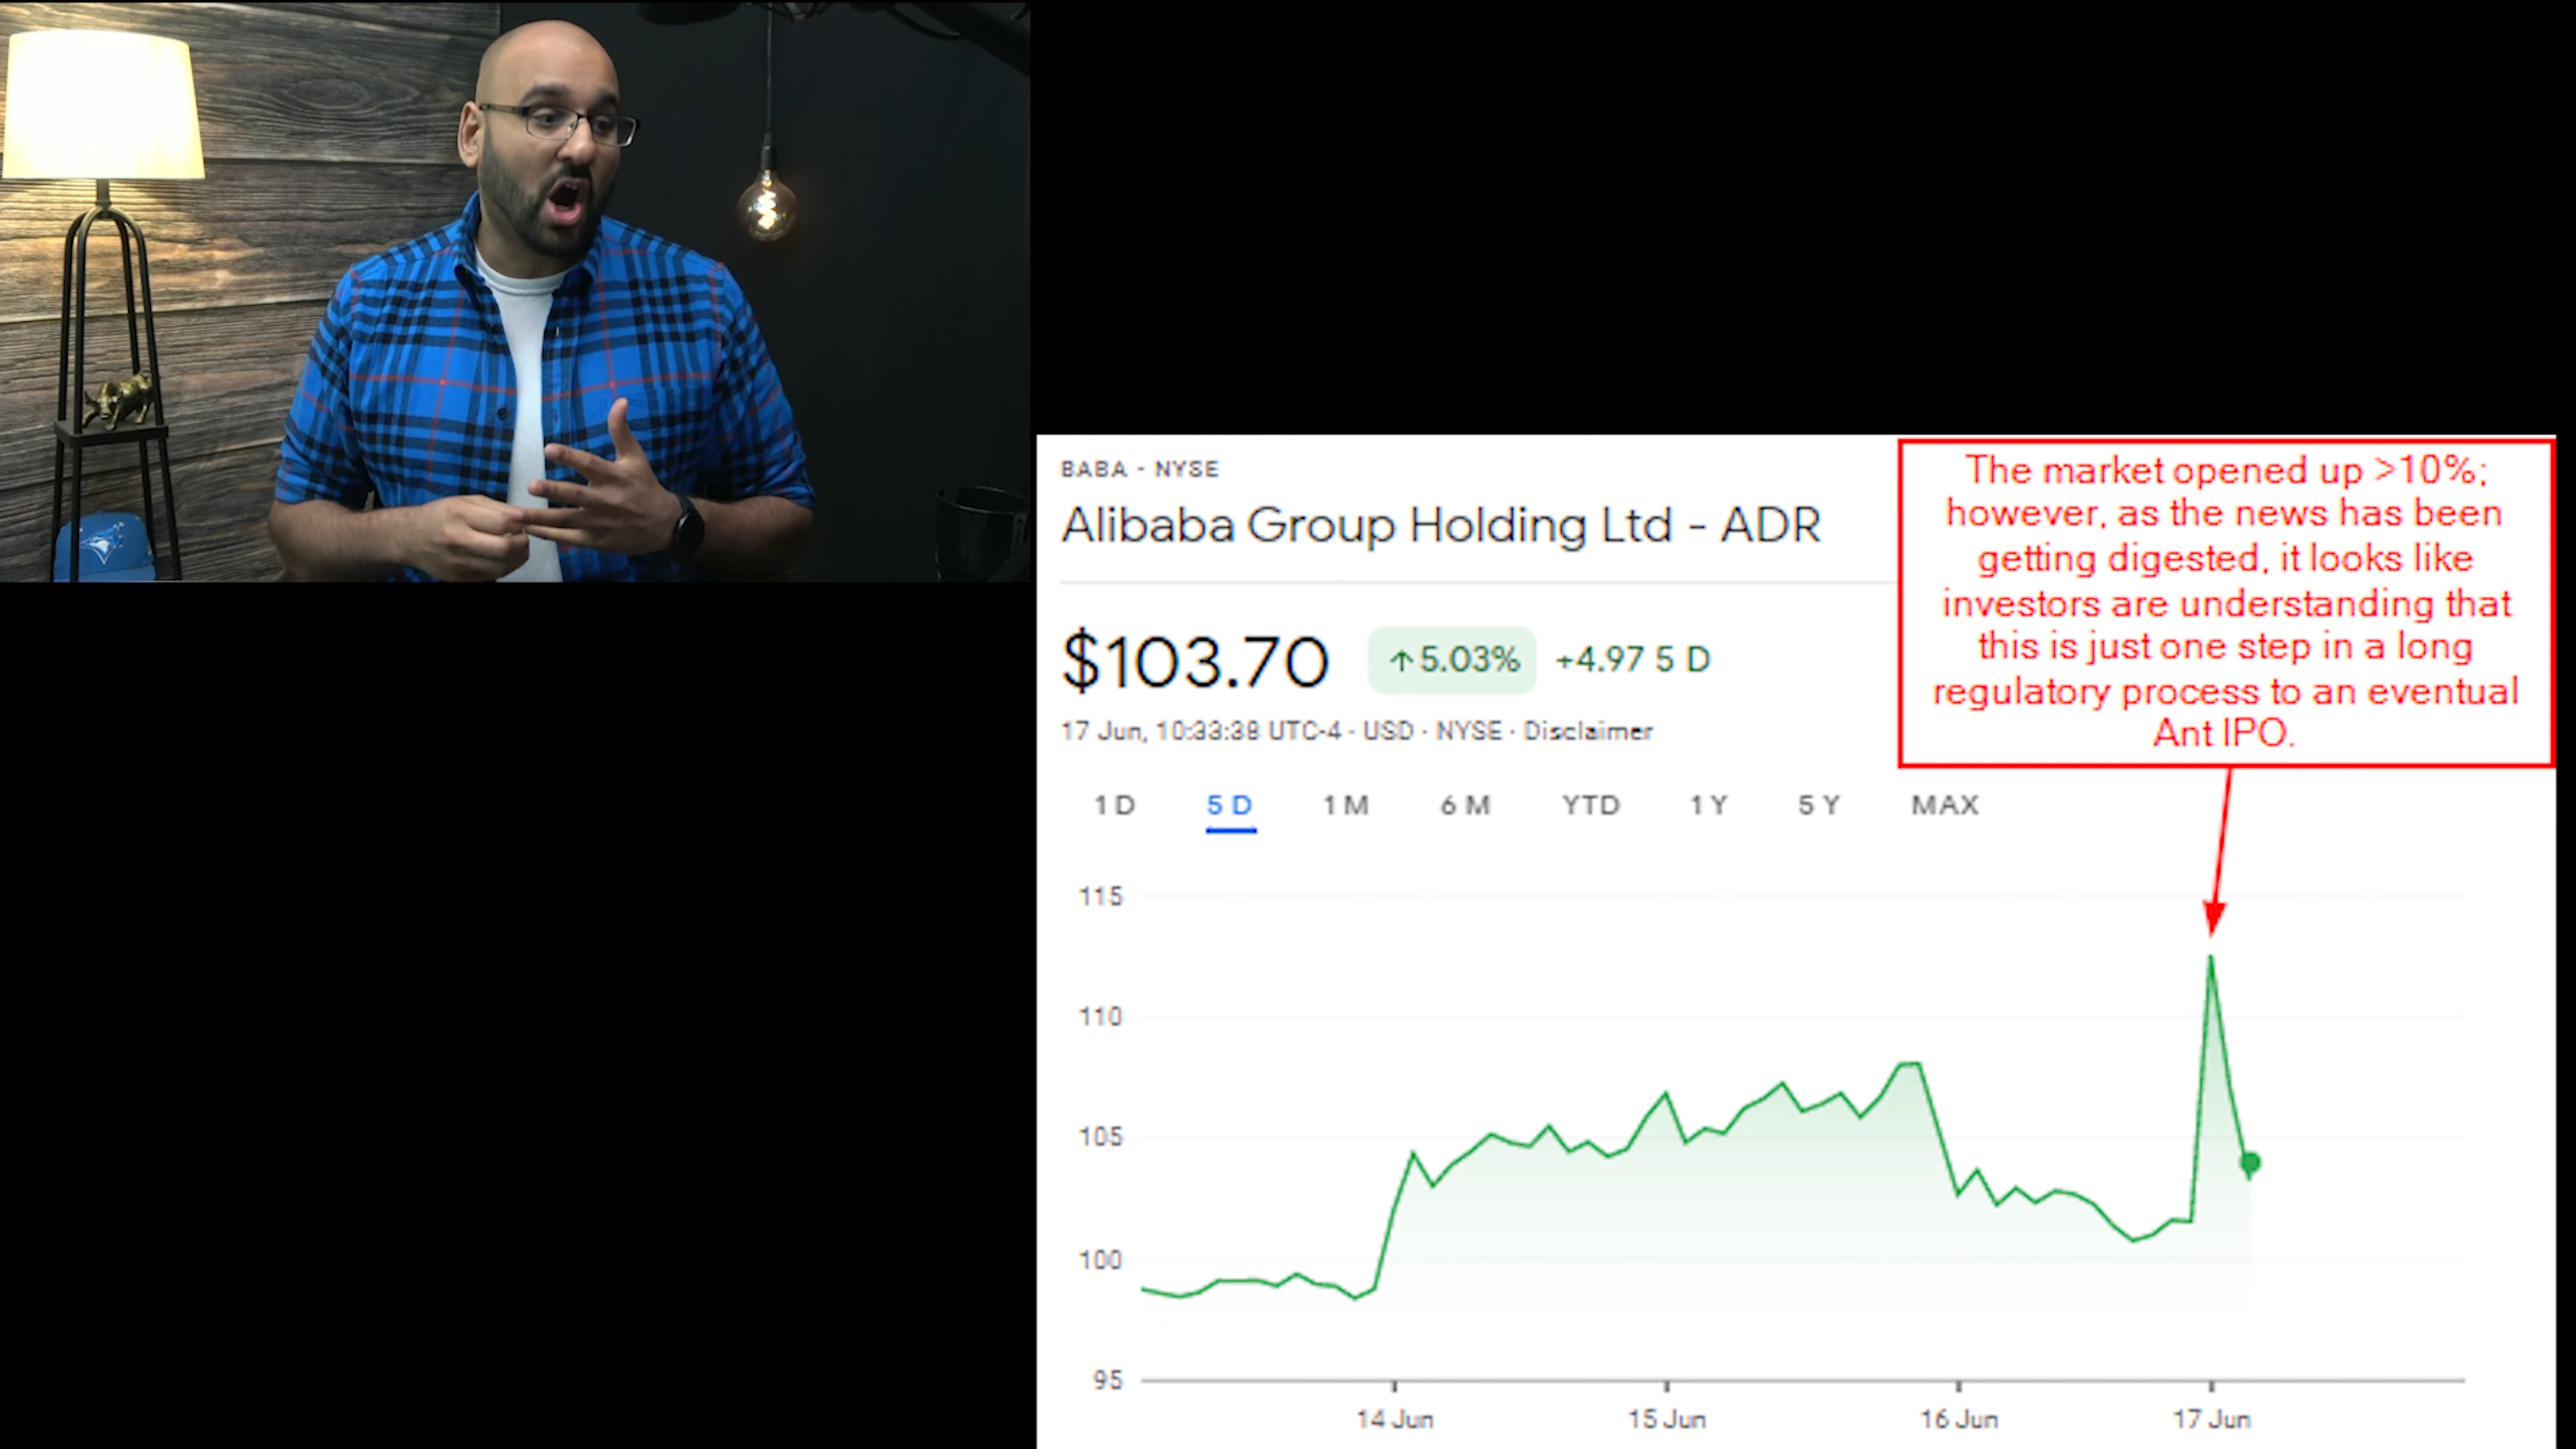 BABA - NYSE
Alibaba Group Holding Ltd - ADR
$103.70 ↑5.03% +4.97 5 D
17 Jun, 10:33:38 UTC-4 · USD · NYSE · Disclaimer
The market opened up >10%;
however, as the news has been
getting digested, it looks like
investors are understanding that
this is just one step in a long
regulatory process to an eventual
Ant IPO.
1 D 5 D 1 M 6 M YTD 1 Y 5 Y MAX
115
110
105
100
95
14 Jun 15 Jun 16 Jun 17 Jun